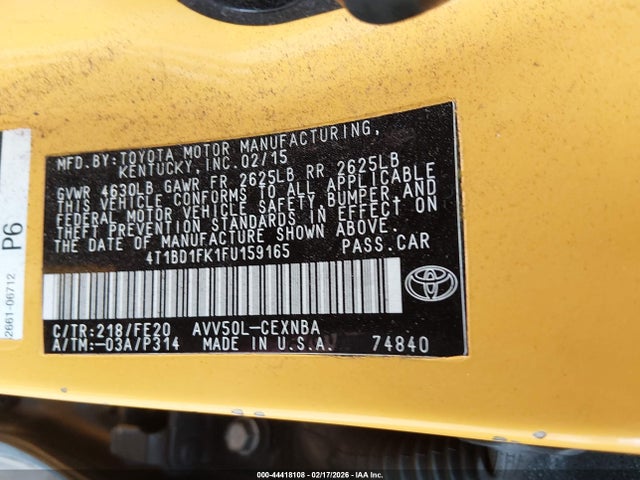 MFD.BY:TOYOTA MOTOR MANUFACTURING,
KENTUCKY, INC.02/15
GVWR 4630LB GAWR FR 2625LB RR 2625LB
THIS VEHICLE CONFORMS TO ALL APPLICABLE
FEDERAL MOTOR VEHICLE SAFETY,BUMPER AND
THEFT PREVENTION STANDARDS IN EFFECT ON
THE DATE OF MANUFACTURE SHOWN ABOVE.
4T1BD1FK1FU159165 PASS.CAR
C/TR:218/FE20 AVV50L-CEXNBA
A/TM:-03A/P314 MADE IN U.S.A. 74840
P6
2661-06712
000-44418108 - 02/17/2026 - IAA Inc.